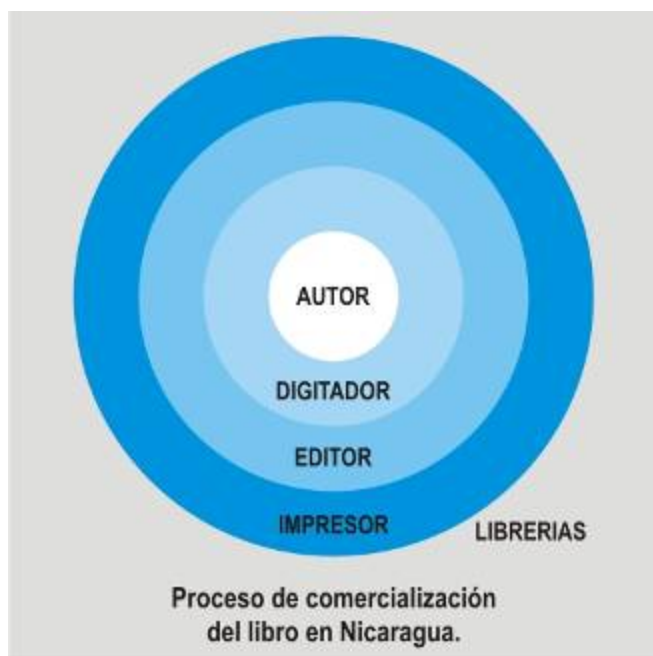 AUTOR
DIGITADOR
EDITOR
IMPRESOR
LIBRERIAS
Proceso de comercialización
del libro en Nicaragua.